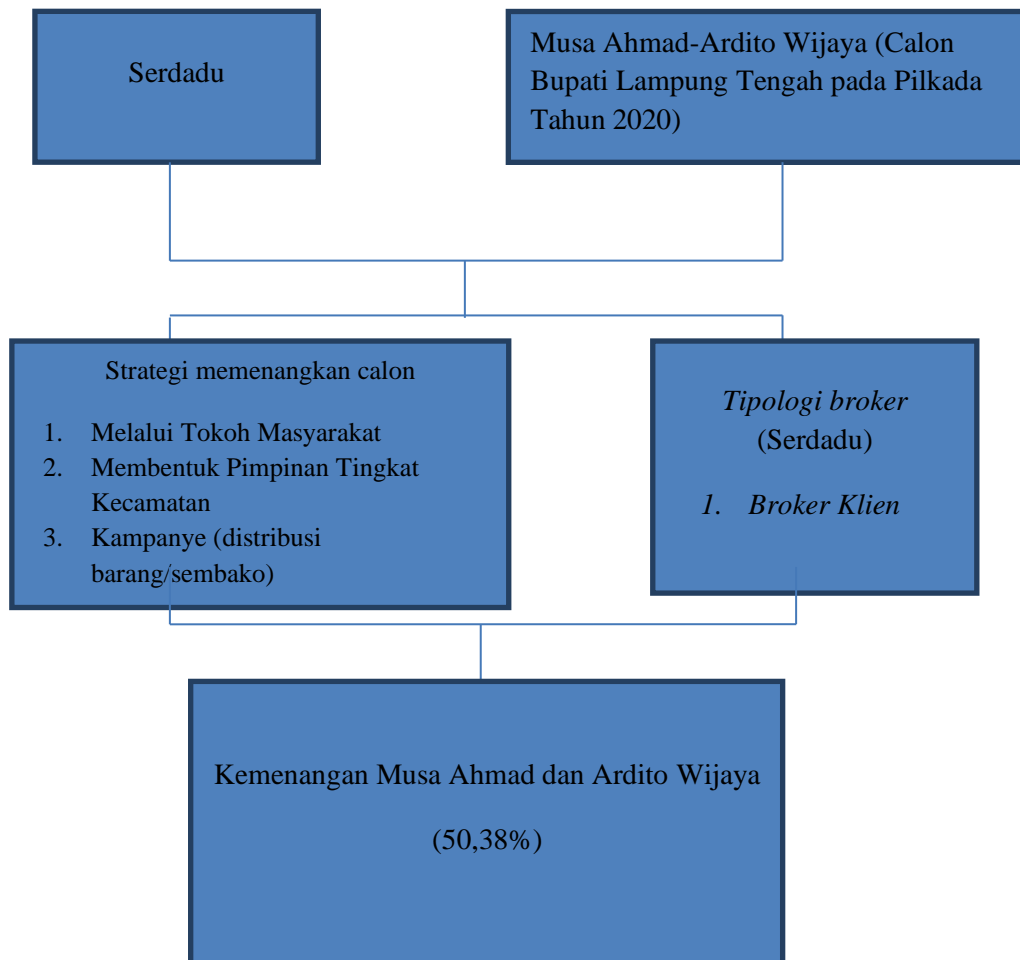 Serdadu
Musa Ahmad-Ardito Wijaya (Calon
Bupati Lampung Tengah pada Pilkada
Tahun 2020)
Strategi memenangkan calon
1. Melalui Tokoh Masyarakat
2. Membentuk Pimpinan Tingkat
Kecamatan
3. Kampanye (distribusi
barang/sembako)
Tipologi broker
(Serdadu)
1. Broker Klien
Kemenangan Musa Ahmad dan Ardito Wijaya
(50,38%)